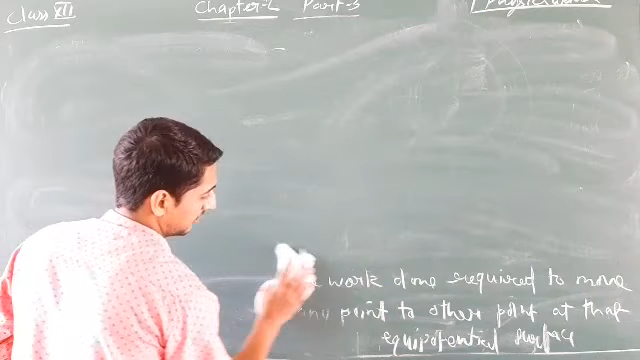 Class XII
Chapter-2 Part-3
Physics
work done required to move
point to other point at that
equipotential surface